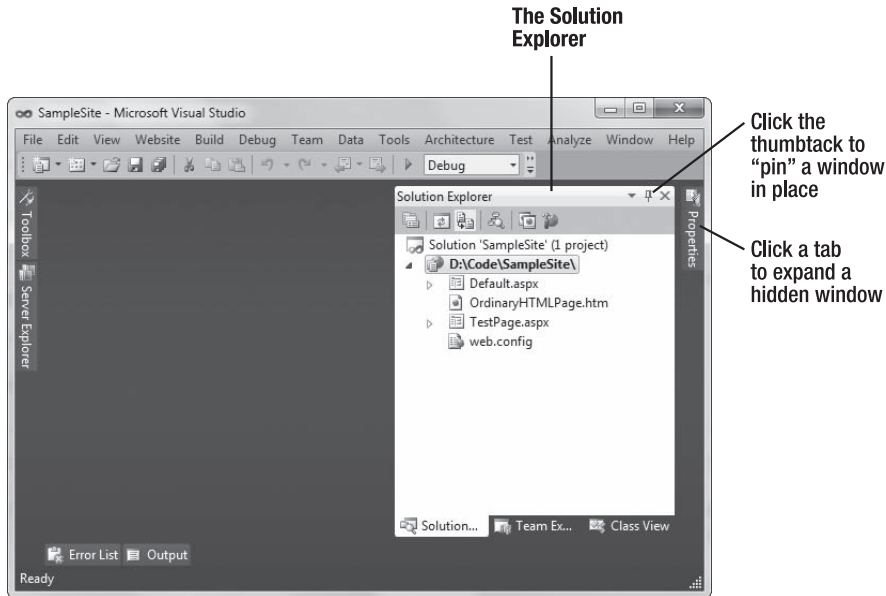 The Solution
Explorer
SampleSite - Microsoft Visual Studio
File Edit View Website Build Debug Team Data Tools Architecture Test Analyze Window Help
Debug
Click the
thumbtack to
“pin” a window
in place
Toolbox
Server Explorer
Solution Explorer
Properties
Click a tab
to expand a
hidden window
Solution 'SampleSite' (1 project)
D:\Code\SampleSite\
Default.aspx
OrdinaryHTMLPage.htm
TestPage.aspx
web.config
Solution... Team Ex... Class View
Error List Output
Ready